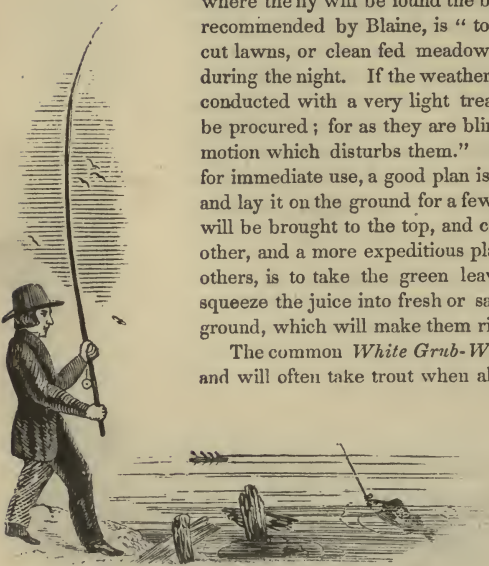 where the fly will be found the b
recommended by Blaine, is “ to
cut lawns, or clean fed meadow
during the night. If the weather
conducted with a very light trea
be procured ; for as they are blin
motion which disturbs them.”
for immediate use, a good plan is
and lay it on the ground for a few
will be brought to the top, and c
other, and a more expeditious pla
others, is to take the green leav
squeeze the juice into fresh or sa
ground, which will make them ri
The common White Grub-W
and will often take trout when al